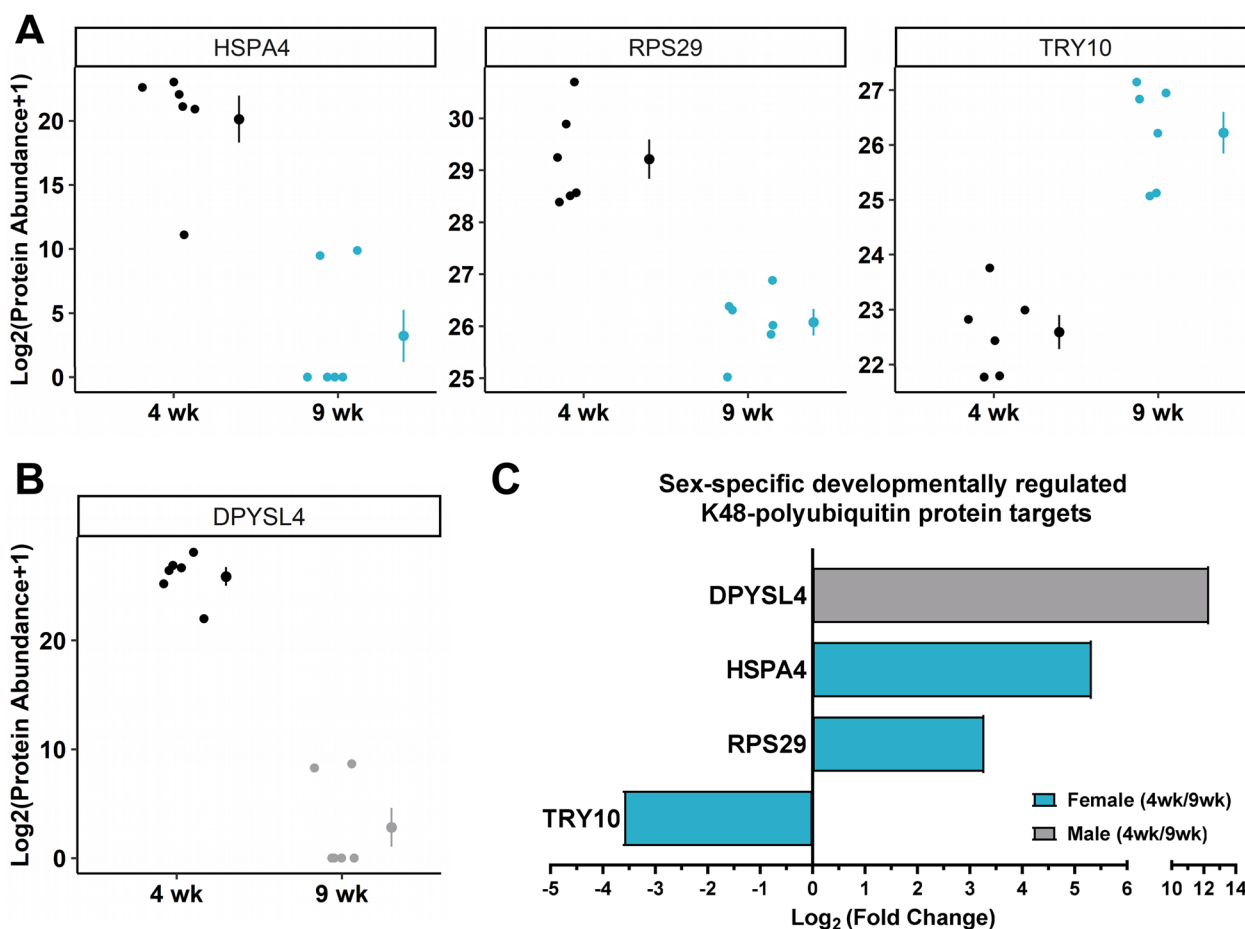 A
HSPA4
RPS29
TRY10
Log2(Protein Abundance+1)
20
15
10
5
0
4 wk
9 wk
30
29
28
27
26
25
4 wk
9 wk
27
26
25
24
23
22
4 wk
9 wk
B
DPYSL4
Log2(Protein Abundance+1)
20
10
0
4 wk
9 wk
C
Sex-specific developmentally regulated
K48-polyubiquitin protein targets
DPYSL4
HSPA4
RPS29
TRY10
Female (4wk/9wk)
Male (4wk/9wk)
-5 -4 -3 -2 -1 0 1 2 3 4 5 6 10 12 14
Log2 (Fold Change)